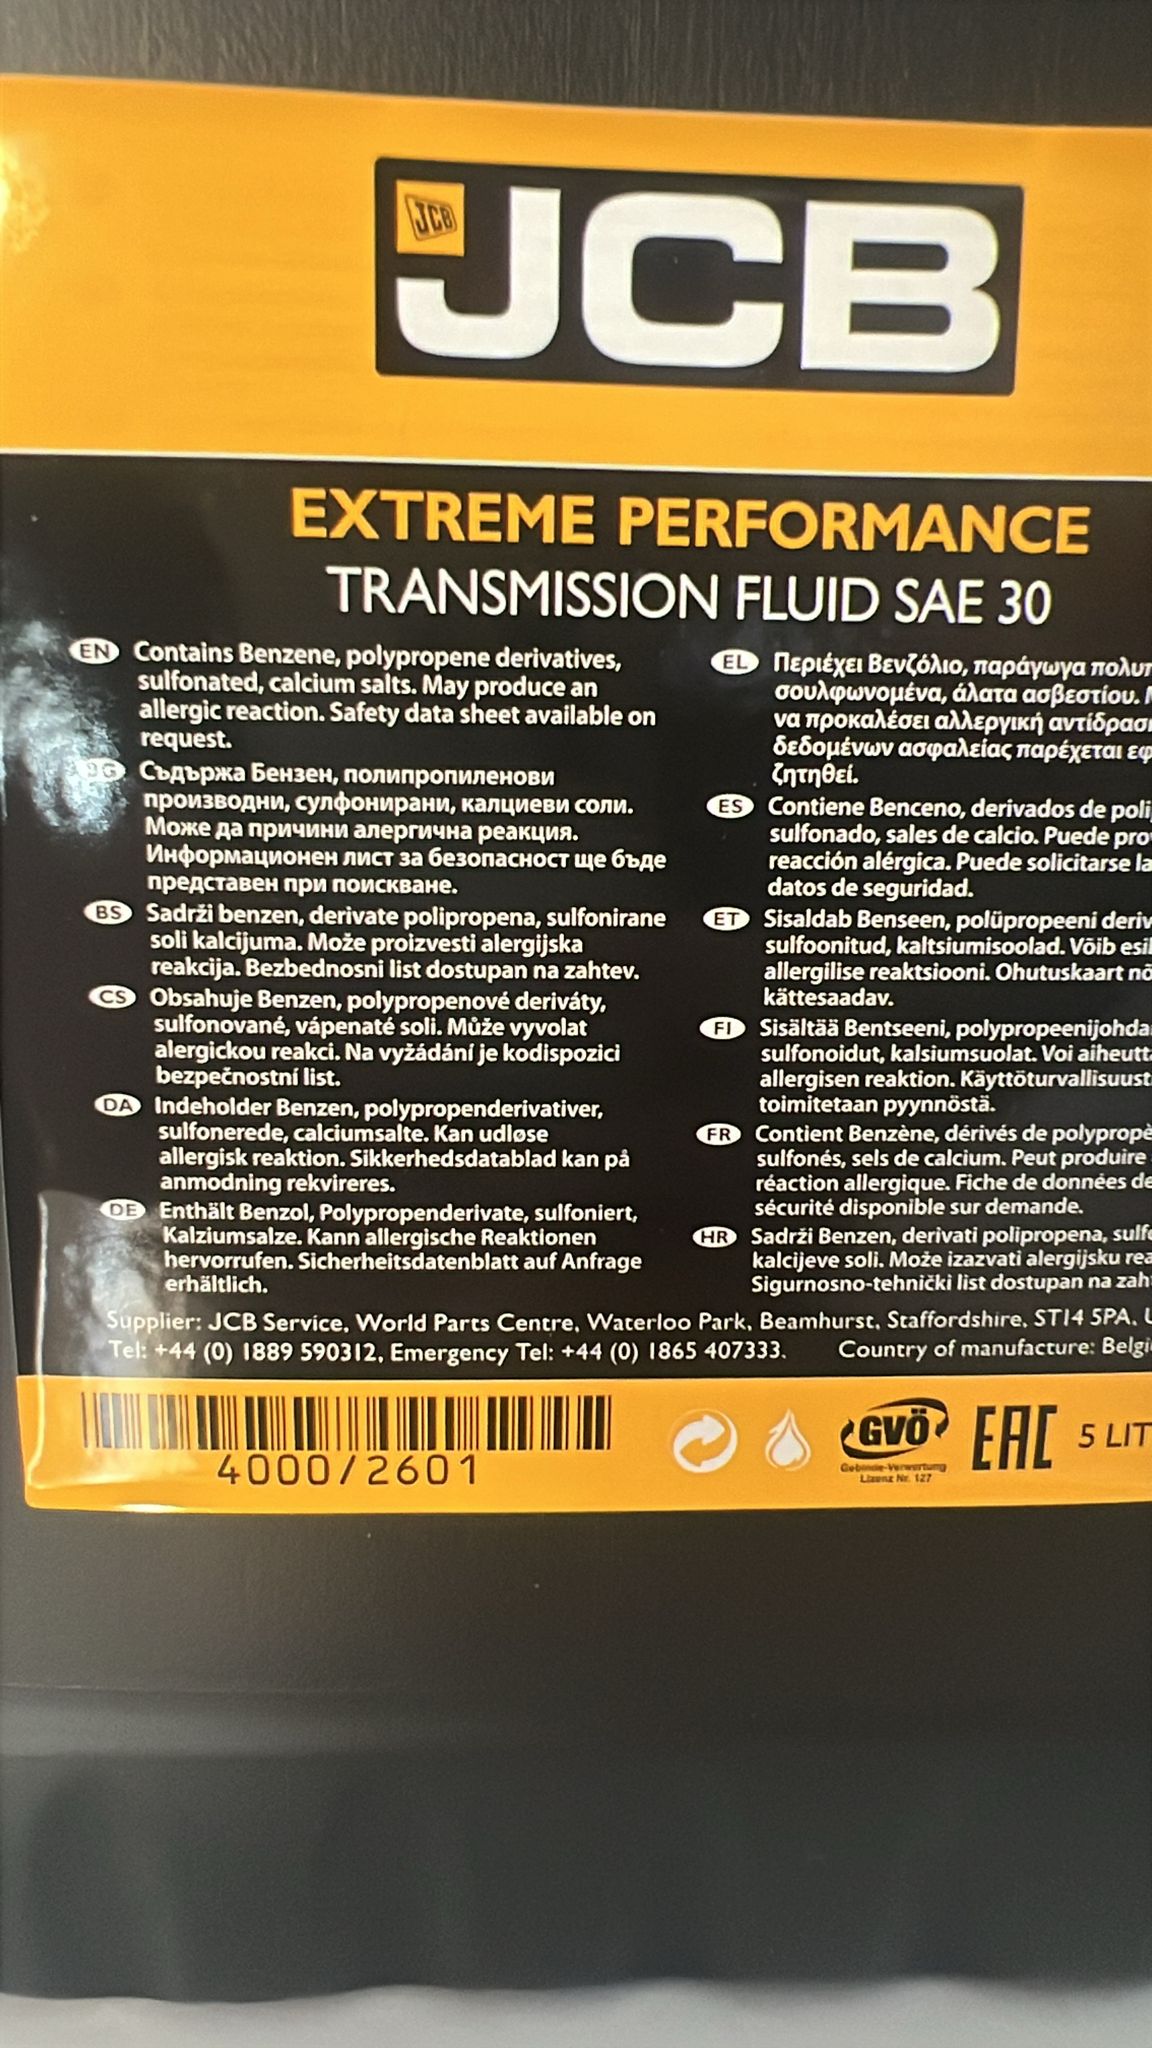 JCB
JCB
EXTREME PERFORMANCE
TRANSMISSION FLUID SAE 30
EN Contains Benzene, polypropene derivatives,
sulfonated, calcium salts. May produce an
allergic reaction. Safety data sheet available on
request.
BG Съдържа Бензен, полипропиленови
производни, сулфонирани, калциеви соли.
Може да причини алергична реакция.
Информационен лист за безопасност ще бъде
представен при поискване.
BS Sadrži benzen, derivate polipropena, sulfonirane
soli kalcijuma. Može proizvesti alergijska
reakcija. Bezbednosni list dostupan na zahtev.
CS Obsahuje Benzen, polypropenové deriváty,
sulfonované, vápenaté soli. Může vyvolat
alergickou reakci. Na vyžádání je kodispozici
bezpečnostní list.
DA Indeholder Benzen, polypropenderivativer,
sulfonerede, calciumsalte. Kan udløse
allergisk reaktion. Sikkerhedsdatablad kan på
anmodning rekvireres.
DE Enthält Benzol, Polypropenderivate, sulfoniert,
Kalziumsalze. Kann allergische Reaktionen
hervorrufen. Sicherheitsdatenblatt auf Anfrage
erhältlich.
EL Περιέχει Βενζόλιο, παράγωγα
σουλφωνομένα, άλατα ασβεστίου.
να προκαλέσει αλλεργική
δεδομένων ασφαλείας παρέχεται
ζητηθεί.
ES Contiene Benceno, derivados de
sulfonado, sales de calcio. Puede
reacción alérgica. Puede solicitarse la
datos de seguridad.
ET Sisaldab Benseen, polüpropeeni
sulfoonitud, kaltsiumisoolad. Võib
allergilise reaktsiooni. Ohutuskaart
kättesaadav.
FI Sisältää Bentseeni,
sulfonoidut, kalsiumsuolat. Voi
allergisen reaktion.
toimitetaan pyynnöstä.
FR Contient Benzène, dérivés de
sulfonés, sels de calcium. Peut produire
réaction allergique. Fiche de données de
sécurité disponible sur demande.
HR Sadrži Benzen, derivati polipropena,
kalcijeve soli. Može izazvati alergijsku
Sigurnosno-tehnički list dostupan na
Supplier: JCB Service, World Parts Centre, Waterloo Park, Beamhurst, Staffordshire, ST14 5PA,
Tel: +44 (0) 1889 590312, Emergency Tel: +44 (0) 1865 407333. Country of manufacture:
4000/2601
GVÖ
Gebinde-Verwertung
Lizenz Nr. 127
EAC
5